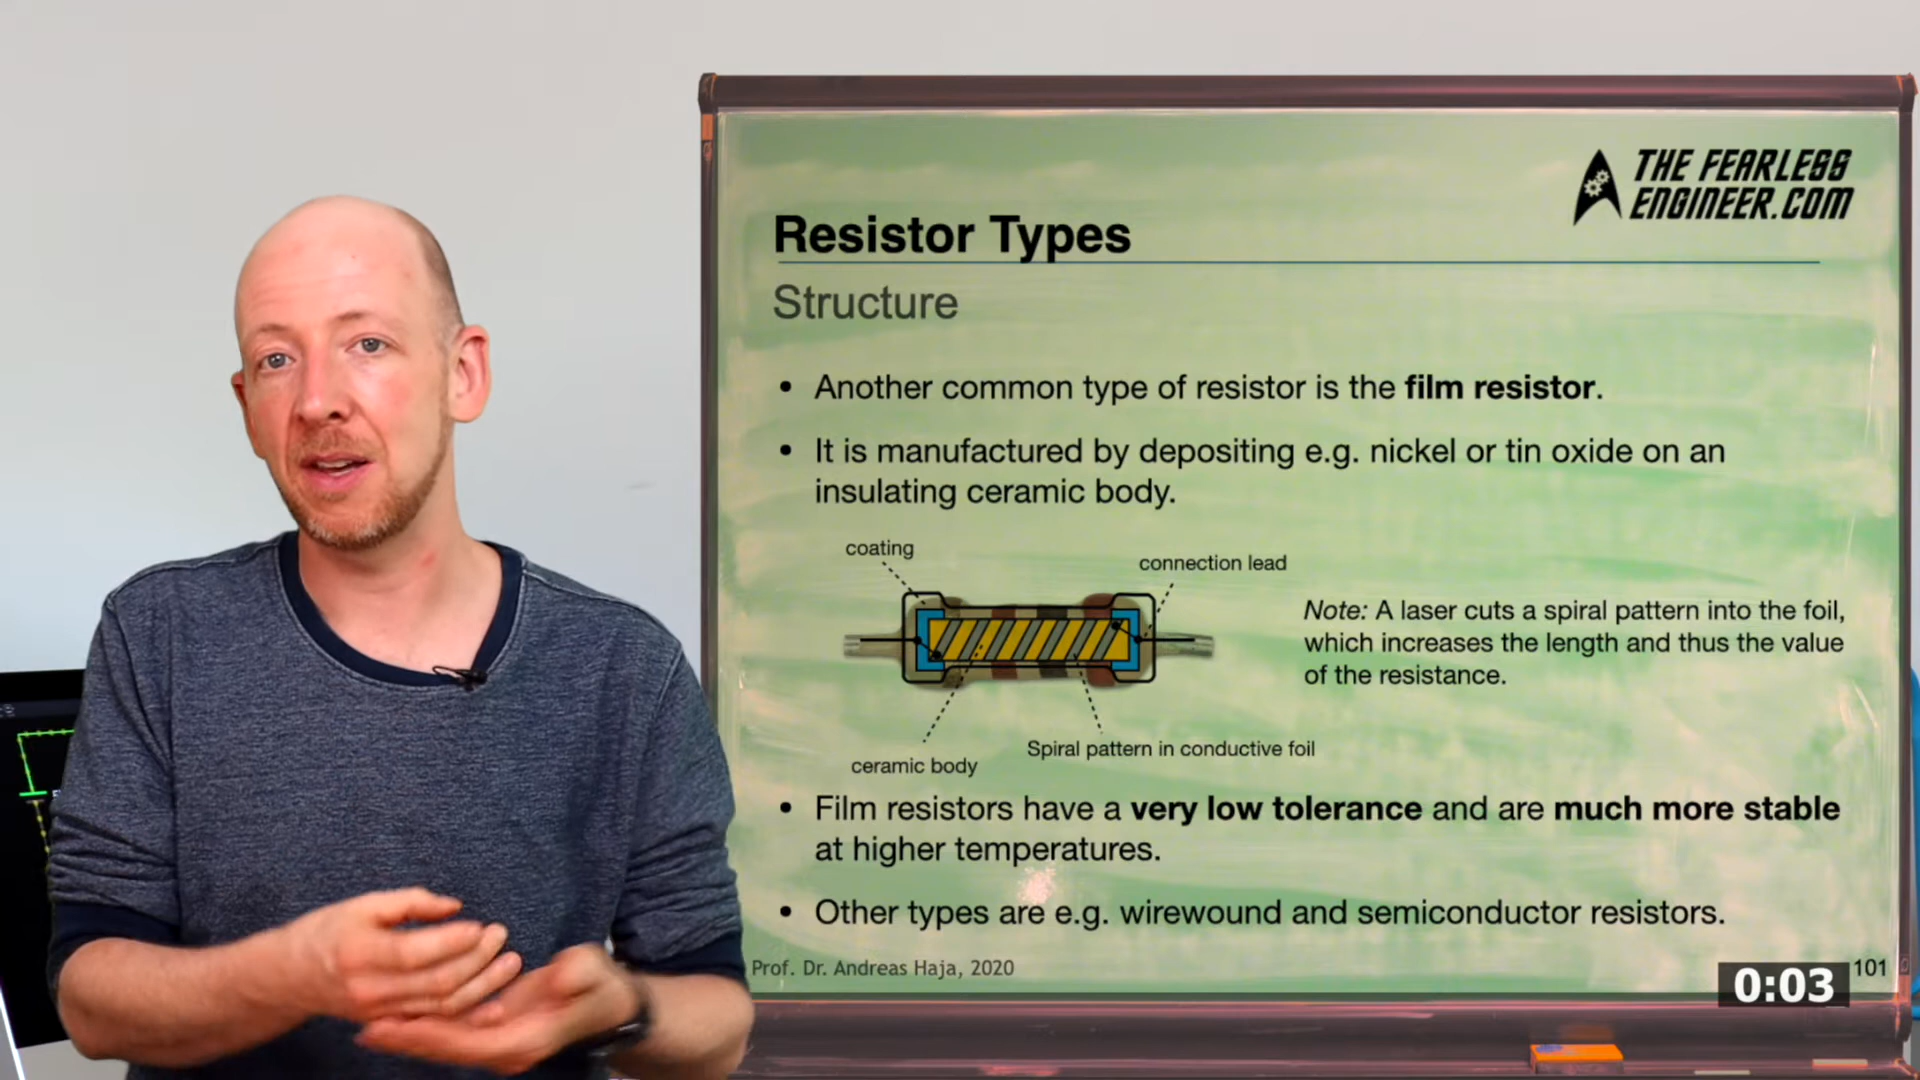 THE FEARLESS
ENGINEER.COM
Resistor Types
Structure
• Another common type of resistor is the film resistor.
• It is manufactured by depositing e.g. nickel or tin oxide on an
insulating ceramic body.
coating
connection lead
Note: A laser cuts a spiral pattern into the foil,
which increases the length and thus the value
of the resistance.
Spiral pattern in conductive foil
ceramic body
• Film resistors have a very low tolerance and are much more stable
at higher temperatures.
• Other types are e.g. wirewound and semiconductor resistors.
Prof. Dr. Andreas Haja, 2020
101
0:03